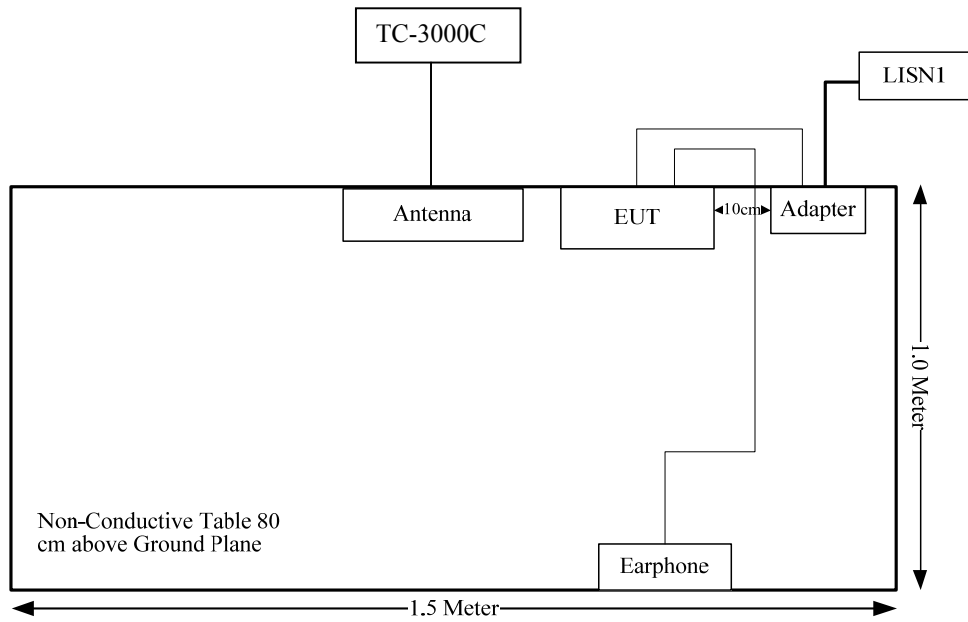 TC-3000C
LISN1
Antenna
EUT
10cm
Adapter
1.0 Meter
Non-Conductive Table 80
cm above Ground Plane
Earphone
1.5 Meter